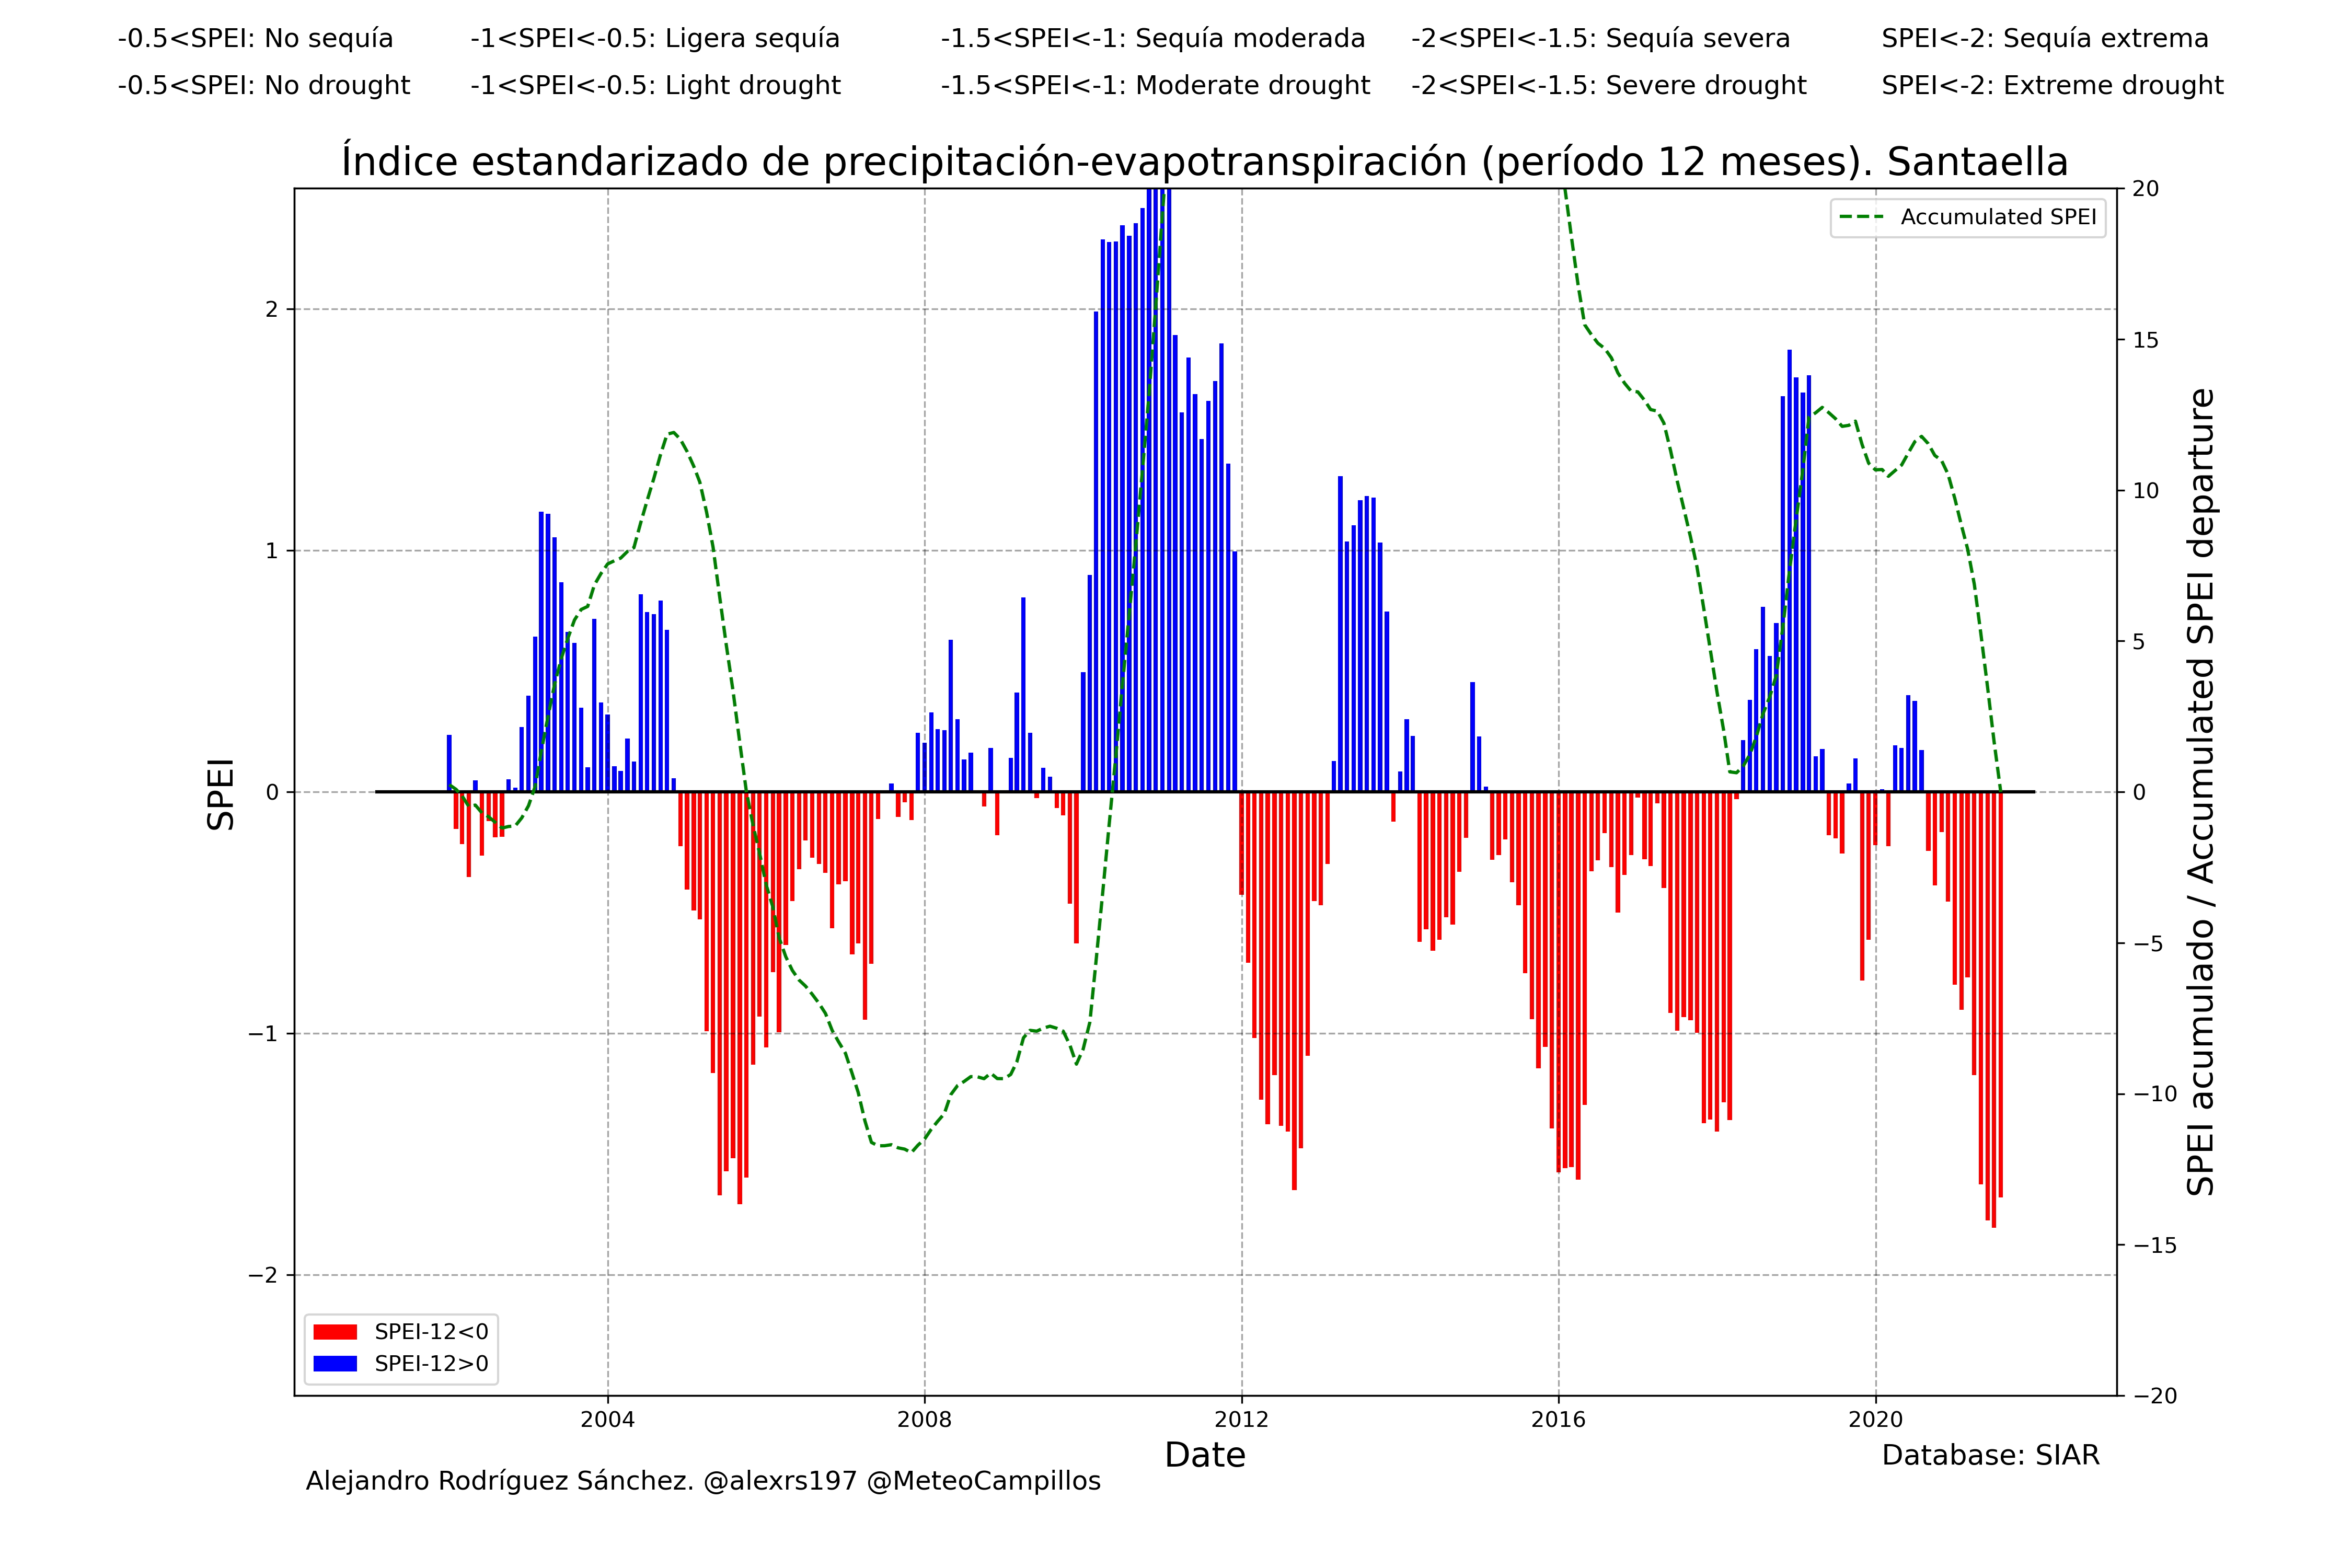 -0.5<SPEI: No sequía -1<SPEI<-0.5: Ligera sequía -1.5<SPEI<-1: Sequía moderada -2<SPEI<-1.5: Sequía severa SPEI<-2: Sequía extrema
-0.5<SPEI: No drought -1<SPEI<-0.5: Light drought -1.5<SPEI<-1: Moderate drought -2<SPEI<-1.5: Severe drought SPEI<-2: Extreme drought
Índice estandarizado de precipitación-evapotranspiración (período 12 meses). Santaella
Accumulated SPEI
SPEI
2
1
0
−1
−2
20
15
10
5
0
−5
−10
−15
−20
SPEI acumulado / Accumulated SPEI departure
SPEI-12<0
SPEI-12>0
2004 2008 2012 2016 2020
Date
Database: SIAR
Alejandro Rodríguez Sánchez. @alexrs197 @MeteoCampillos